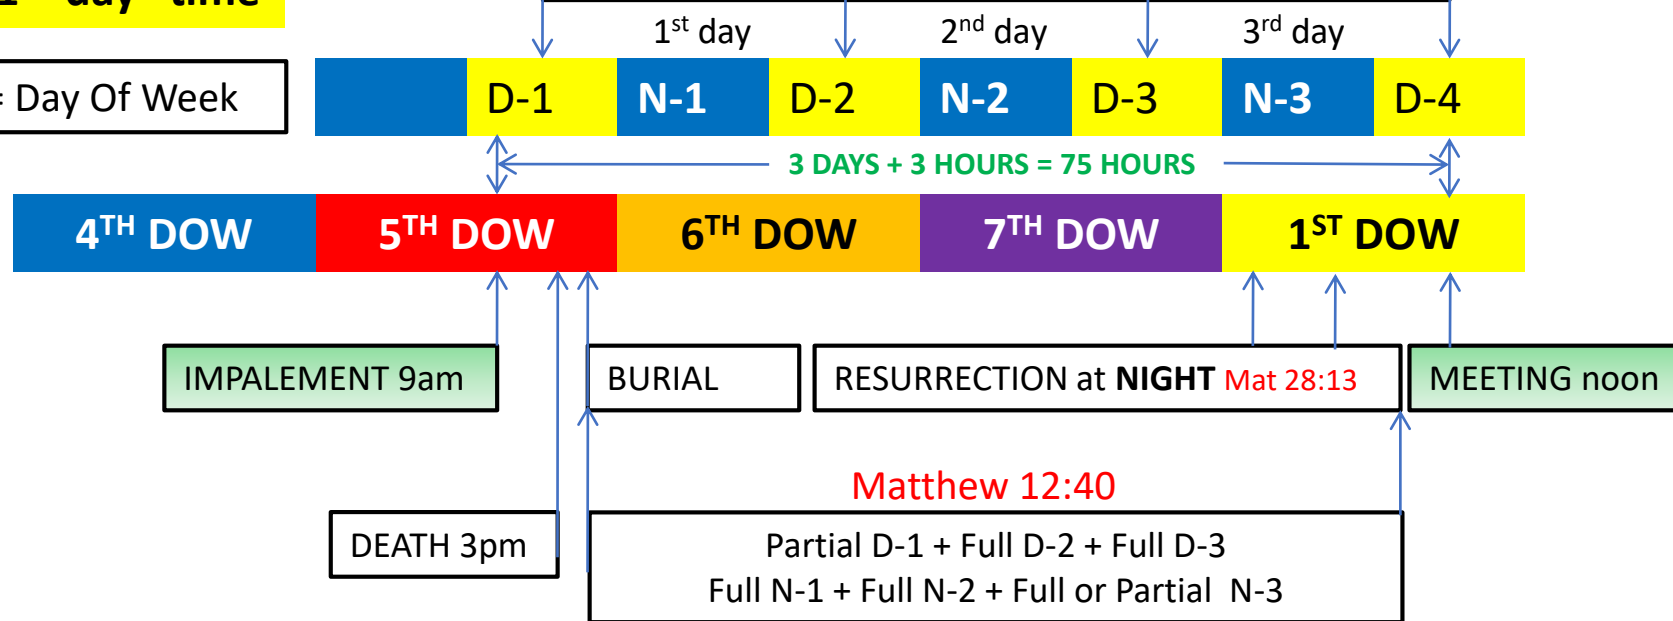 day time
1st day 2nd day 3rd day
= Day Of Week
D-1 N-1 D-2 N-2 D-3 N-3 D-4
3 DAYS + 3 HOURS = 75 HOURS
4TH DOW 5TH DOW 6TH DOW 7TH DOW 1ST DOW
IMPALEMENT 9am BURIAL RESURRECTION at NIGHT Mat 28:13 MEETING noon
Matthew 12:40
DEATH 3pm
Partial D-1 + Full D-2 + Full D-3
Full N-1 + Full N-2 + Full or Partial N-3